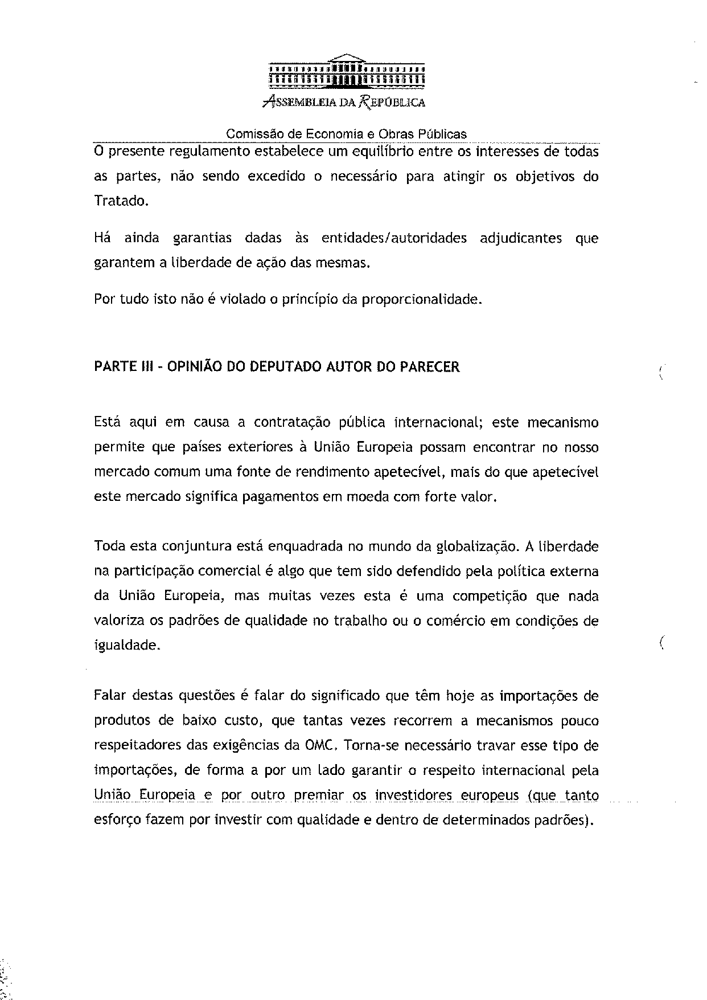 ASSEMBLEIA DA REPÚBLICA
Comissão de Economia e Obras Públicas
O presente regulamento estabelece um equilíbrio entre os interesses de todas
as partes, não sendo excedido o necessário para atingir os objetivos do
Tratado.
Há ainda garantias dadas às entidades/autoridades adjudicantes que
garantem a liberdade de ação das mesmas.
Por tudo isto não é violado o princípio da proporcionalidade.
PARTE III - OPINIÃO DO DEPUTADO AUTOR DO PARECER
Está aqui em causa a contratação pública internacional; este mecanismo
permite que países exteriores à União Europeia possam encontrar no nosso
mercado comum uma fonte de rendimento apetecível, mais do que apetecível
este mercado significa pagamentos em moeda com forte valor.
Toda esta conjuntura está enquadrada no mundo da globalização. A liberdade
na participação comercial é algo que tem sido defendido pela política externa
da União Europeia, mas muitas vezes esta é uma competição que nada
valoriza os padrões de qualidade no trabalho ou o comércio em condições de
igualdade.
Falar destas questões é falar do significado que têm hoje as importações de
produtos de baixo custo, que tantas vezes recorrem a mecanismos pouco
respeitadores das exigências da OMC. Torna-se necessário travar esse tipo de
importações, de forma a por um lado garantir o respeito internacional pela
União Europeia e por outro premiar os investidores europeus (que tanto
esforço fazem por investir com qualidade e dentro de determinados padrões).